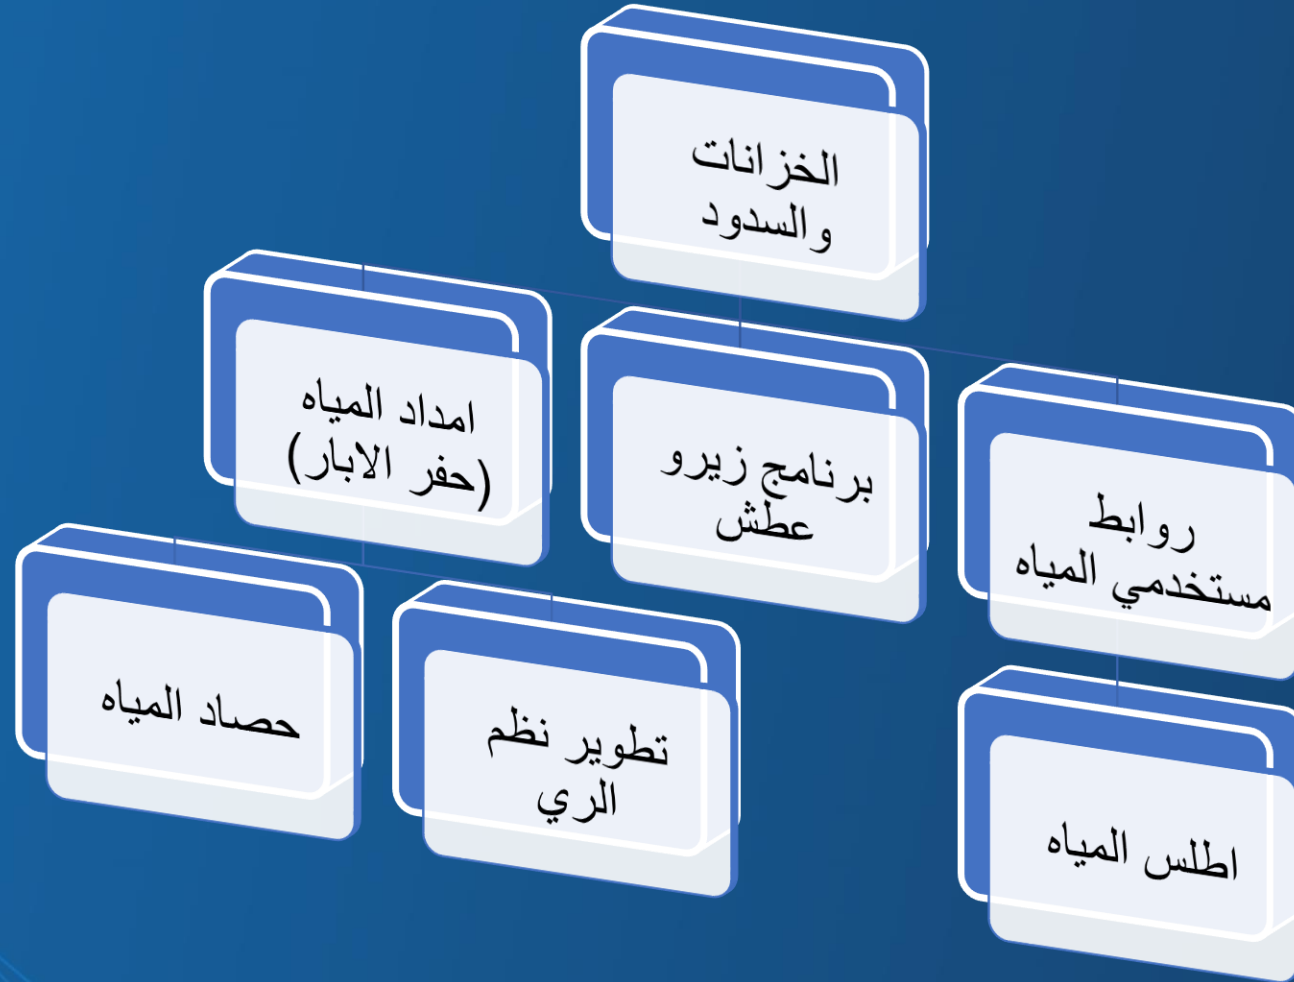 الخزانات
والسدود
روابط
مستخدمي المياه
برنامج زيرو
عطش
امداد المياه
(حفر الابار)
اطلس المياه
تطوير نظم
الري
حصاد المياه